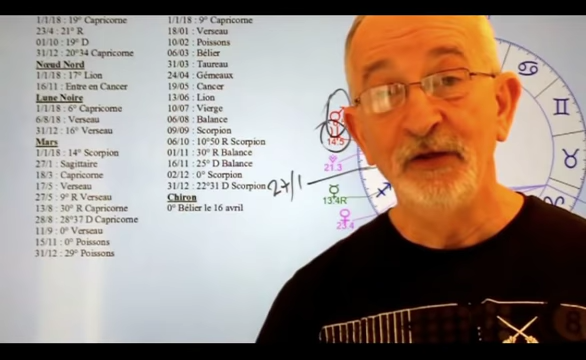 1/1/18 : 19° Capricorne
23/4 : 21° R
01/10 : 19° D
31/12 : 20°34 Capricorne
Nœud Nord
1/1/18 : 17° Lion
16/11 : Entre en Cancer
Lune Noire
1/1/18 : 6° Capricorne
6/8/18 : Verseau
31/12 : 16° Verseau
Mars
1/1/18 : 14° Scorpion
27/1 : Sagittaire
18/3 : Capricorne
17/5 : Verseau
27/5 : 9° R Verseau
13/8 : 30° R Capricorne
28/8 : 28°37 D Capricorne
11/9 : 0° Verseau
15/11 : 0° Poissons
31/12 : 29° Poissons
1/1/18 : 9° Capricorne
18/01 : Verseau
10/02 : Poissons
06/03 : Bélier
31/03 : Taureau
24/04 : Gémeaux
19/05 : Cancer
13/06 : Lion
10/07 : Vierge
06/08 : Balance
09/09 : Scorpion
06/10 : 10°50 R Scorpion
01/11 : 30° R Balance
16/11 : 25° D Balance
02/12 : 0° Scorpion
31/12 : 22°31 D Scorpion
Chiron
0° Bélier le 16 avril
27/1
14.5
21.3
13.4R
23.4
8